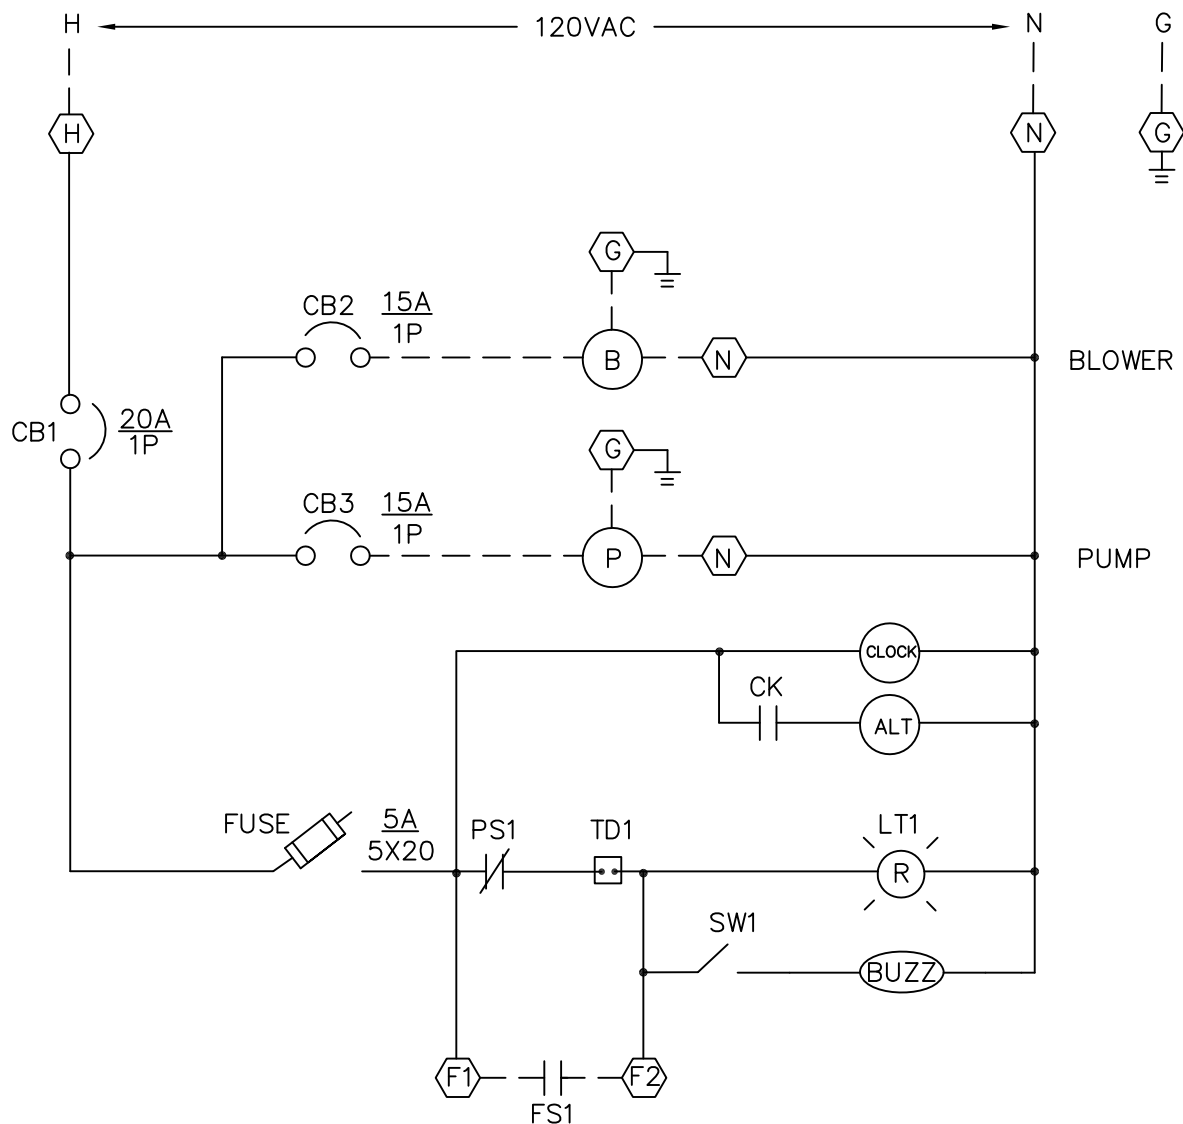 H 120VAC N G
H N G
G
CB2 15A
1P
B N BLOWER
CB1 20A
1P
G
CB3 15A
1P
P N PUMP
CLOCK
CK
ALT
FUSE 5A
5X20
PS1 TD1 LT1
R
SW1
BUZZ
F1 F2
FS1